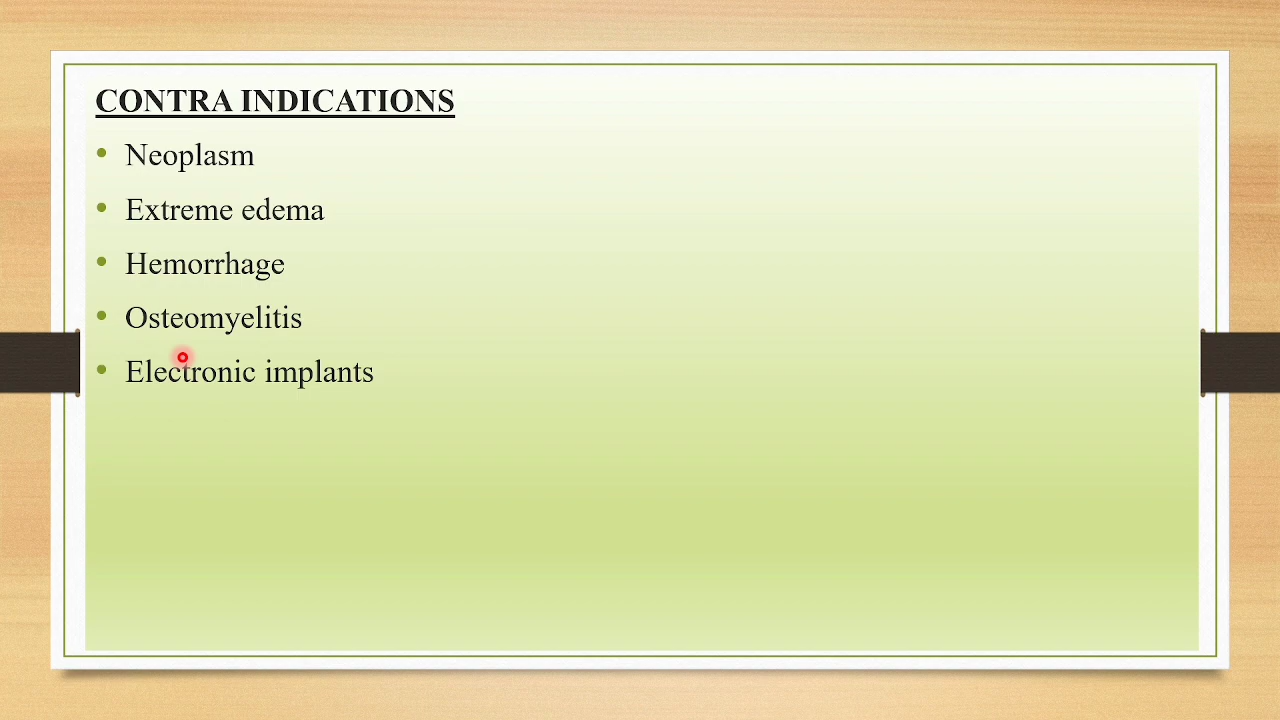 CONTRA INDICATIONS
• Neoplasm
• Extreme edema
• Hemorrhage
• Osteomyelitis
• Electronic implants